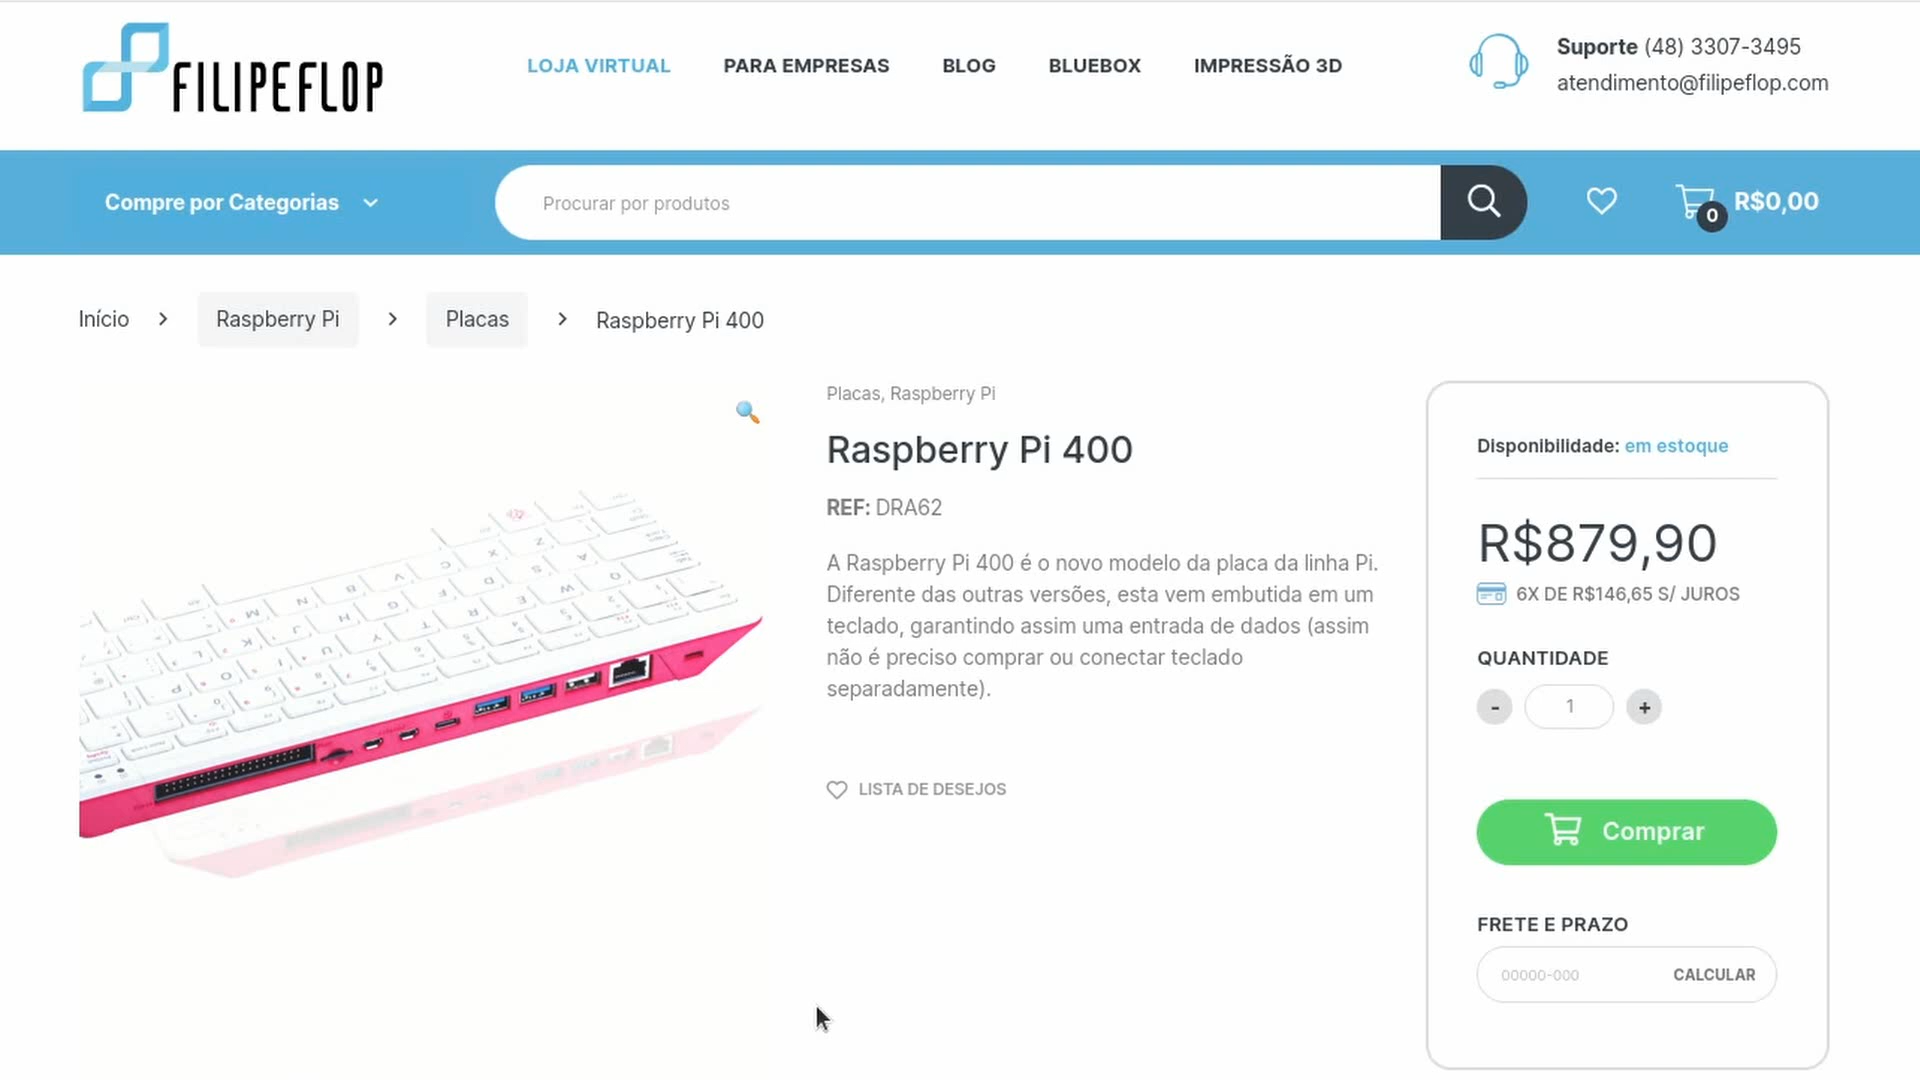 FILIPEFLOP
LOJA VIRTUAL
PARA EMPRESAS
BLOG
BLUEBOX
IMPRESSÃO 3D
Suporte (48) 3307-3495
atendimento@filipeflop.com
Compre por Categorias
Procurar por produtos
0
R$0,00
Início
Raspberry Pi
Placas
Raspberry Pi 400
Placas, Raspberry Pi
Raspberry Pi 400
REF: DRA62
A Raspberry Pi 400 é o novo modelo da placa da linha Pi.
Diferente das outras versões, esta vem embutida em um
teclado, garantindo assim uma entrada de dados (assim
não é preciso comprar ou conectar teclado
separadamente).
LISTA DE DESEJOS
Disponibilidade: em estoque
R$879,90
6X DE R$146,65 S/ JUROS
QUANTIDADE
-
1
+
Comprar
FRETE E PRAZO
00000-000
CALCULAR